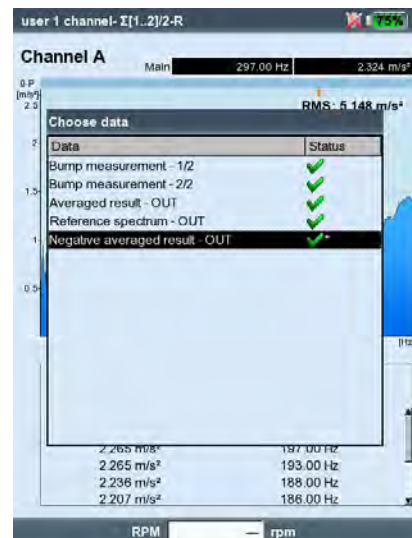 user 1 channel- Σ[1..2]/2-R 75%
Channel A Main 297.00 Hz 2.324 m/s²
0-P
[m/s²]
2.5 RMS: 5.148 m/s²
Choose data
2
Data Status
Bump measurement - 1/2
Bump measurement - 2/2
1.5
Averaged result - OUT
Reference spectrum - OUT
1
Negative averaged result - OUT
0.5
[Hz
2.265 m/s² 197.00 Hz
2.265 m/s² 193.00 Hz
2.236 m/s² 188.00 Hz
2.207 m/s² 186.00 Hz
RPM — rpm